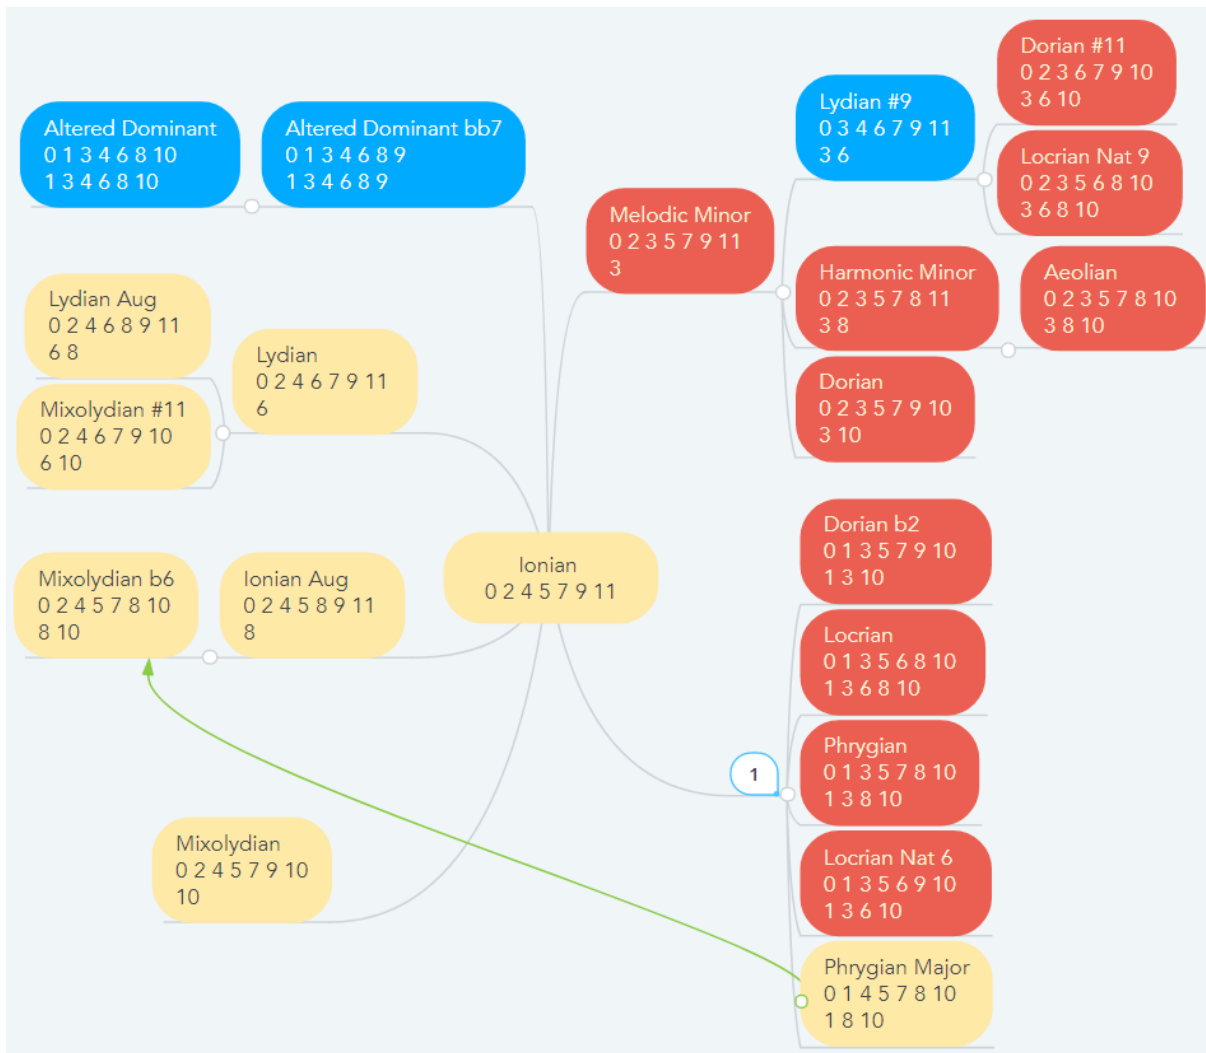 Altered Dominant
0 1 3 4 6 8 10
1 3 4 6 8 10
Altered Dominant bb7
0 1 3 4 6 8 9
1 3 4 6 8 9
Lydian Aug
0 2 4 6 8 9 11
6 8
Lydian
0 2 4 6 7 9 11
6
Mixolydian #11
0 2 4 6 7 9 10
6 10
Mixolydian b6
0 2 4 5 7 8 10
8 10
Ionian Aug
0 2 4 5 8 9 11
8
Mixolydian
0 2 4 5 7 9 10
10
Ionian
0 2 4 5 7 9 11
Melodic Minor
0 2 3 5 7 9 11
3
Lydian #9
0 3 4 6 7 9 11
3 6
Dorian #11
0 2 3 6 7 9 10
3 6 10
Locrian Nat 9
0 2 3 5 6 8 10
3 6 8 10
Harmonic Minor
0 2 3 5 7 8 11
3 8
Aeolian
0 2 3 5 7 8 10
3 8 10
Dorian
0 2 3 5 7 9 10
3 10
1
Dorian b2
0 1 3 5 7 9 10
1 3 10
Locrian
0 1 3 5 6 8 10
1 3 6 8 10
Phrygian
0 1 3 5 7 8 10
1 3 8 10
Locrian Nat 6
0 1 3 5 6 9 10
1 3 6 10
Phrygian Major
0 1 4 5 7 8 10
1 8 10